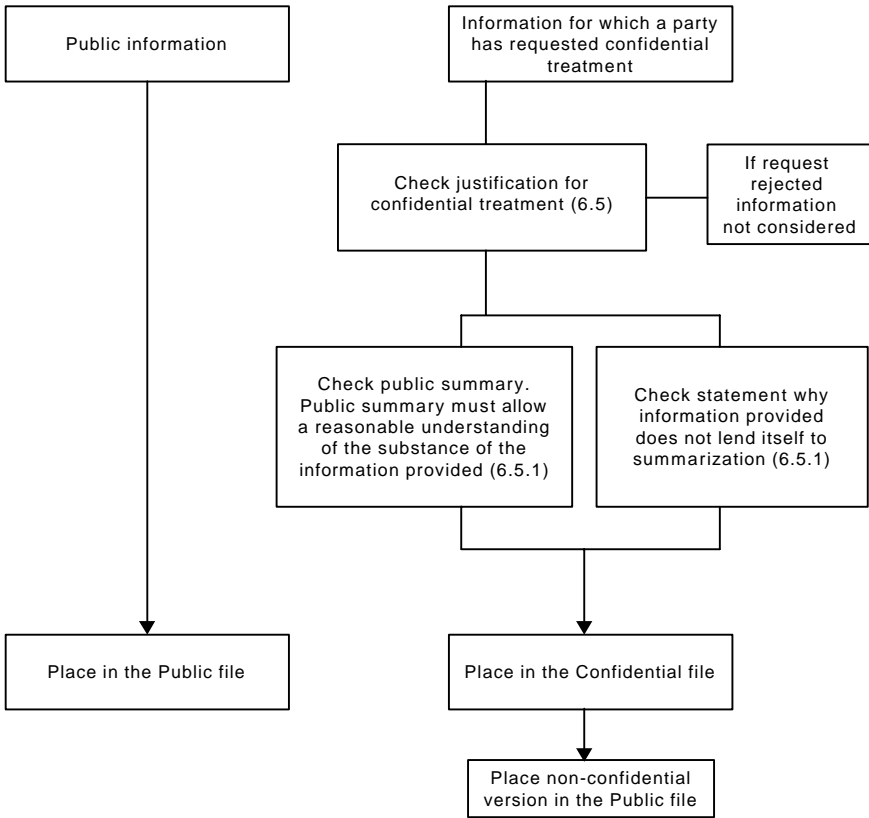 Public information
Information for which a party
has requested confidential
treatment
Check justification for
confidential treatment (6.5)
If request
rejected
information
not considered
Check public summary.
Public summary must allow
a reasonable understanding
of the substance of the
information provided (6.5.1)
Check statement why
information provided
does not lend itself to
summarization (6.5.1)
Place in the Public file
Place in the Confidential file
Place non-confidential
version in the Public file